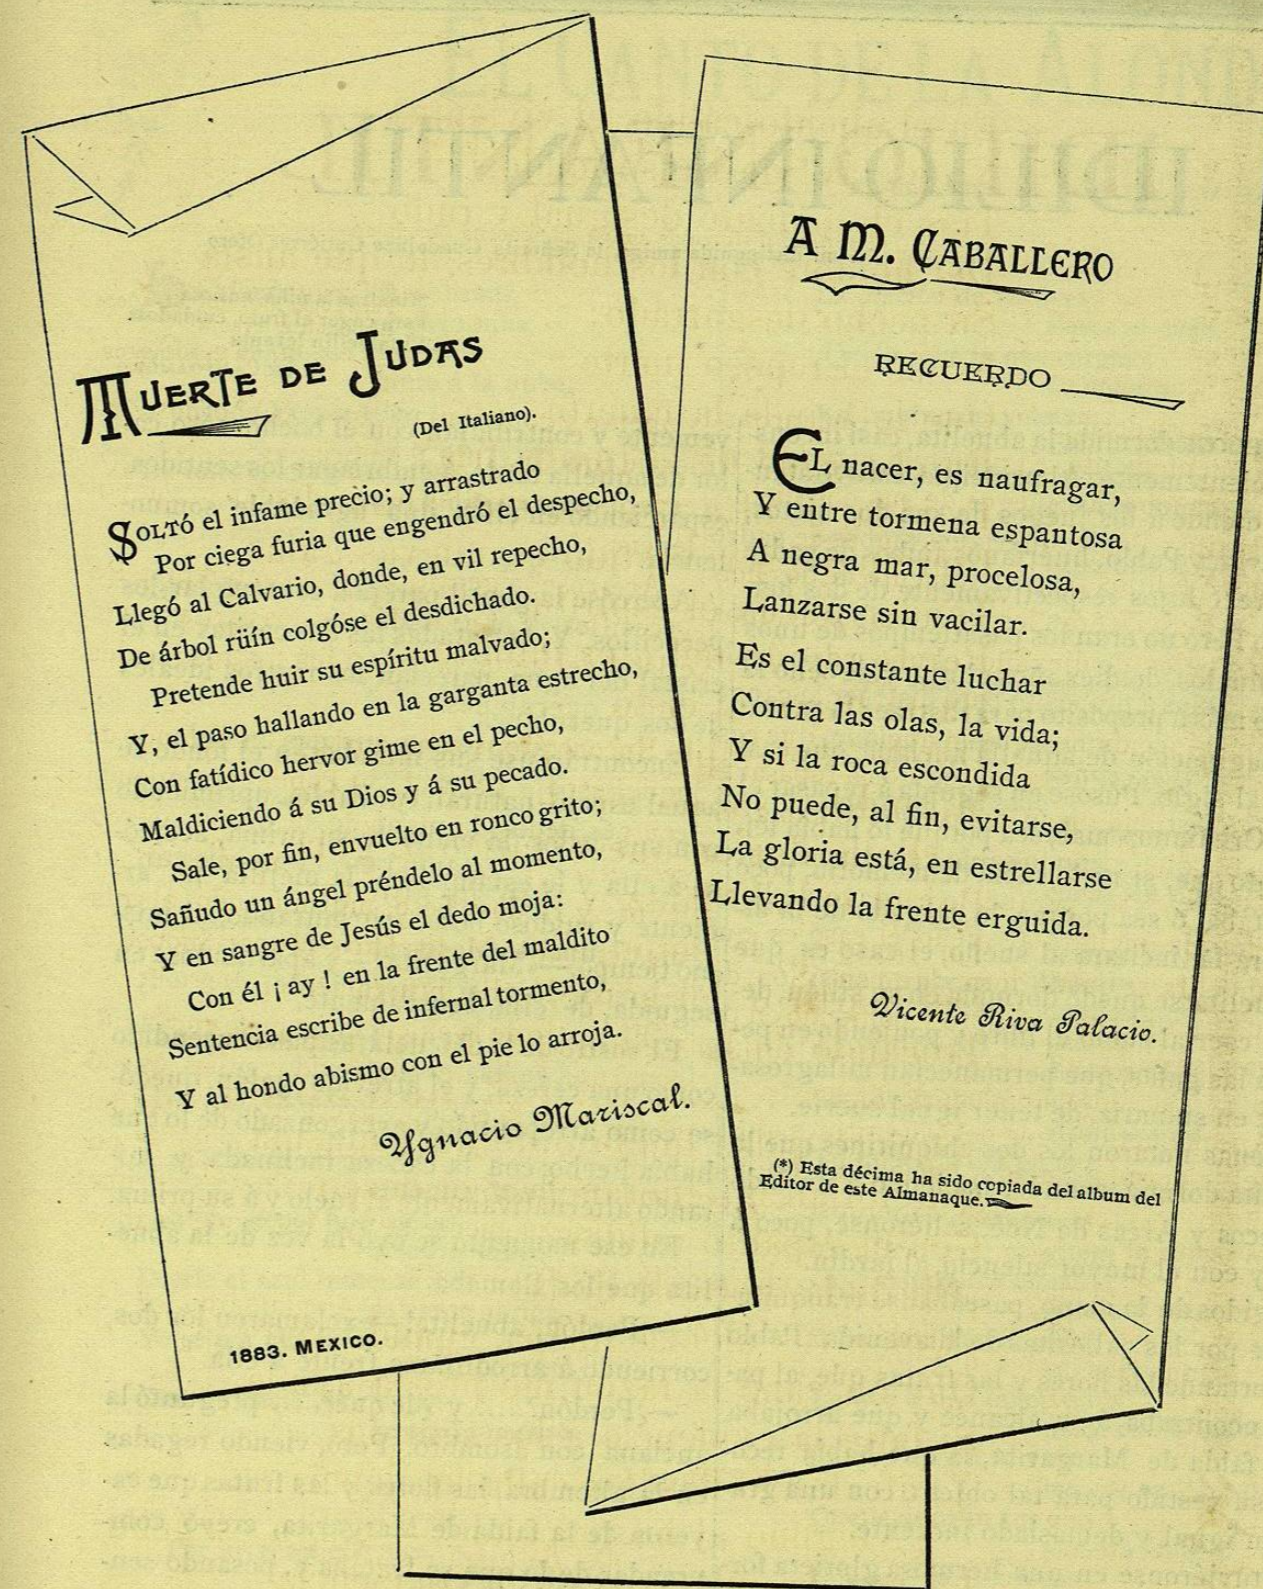 MUERTE DE JUDAS
(Del Italiano).
SOLTÓ el infame precio; y arrastrado
Por ciega furia que engendró el despecho,
Llegó al Calvario, donde, en vil repecho,
De árbol rüín colgóse el desdichado.
Pretende huir su espíritu malvado;
Y, el paso hallando en la garganta estrecho,
Con fatídico hervor gime en el pecho,
Maldiciendo á su Dios y á su pecado.
Sale, por fin, envuelto en ronco grito;
Sañudo un ángel préndelo al momento,
Y en sangre de Jesús el dedo moja:
Con él ¡ ay ! en la frente del maldito
Sentencia escribe de infernal tormento,
Y al hondo abismo con el pie lo arroja.
Ygnacio Mariscal.
1883. MEXICO.
A M. CABALLERO
RECUERDO
EL nacer, es naufragar,
Y entre tormena espantosa
A negra mar, procelosa,
Lanzarse sin vacilar.
Es el constante luchar
Contra las olas, la vida;
Y si la roca escondida
No puede, al fin, evitarse,
La gloria está, en estrellarse
Llevando la frente erguida.
Vicente Riva Palacio.
(*) Esta décima ha sido copiada del album del
Editor de este Almanaque.